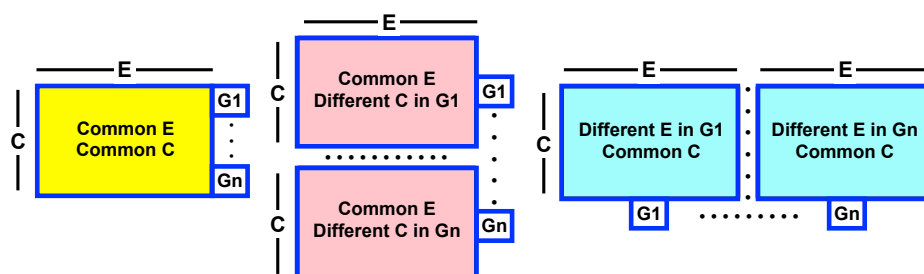 E
C
Common E
Common C
G1
Gn
E
C
Common E
Different C in G1
G1
C
Common E
Different C in Gn
Gn
E
C
Different E in G1
Common C
G1
E
Different E in Gn
Common C
Gn